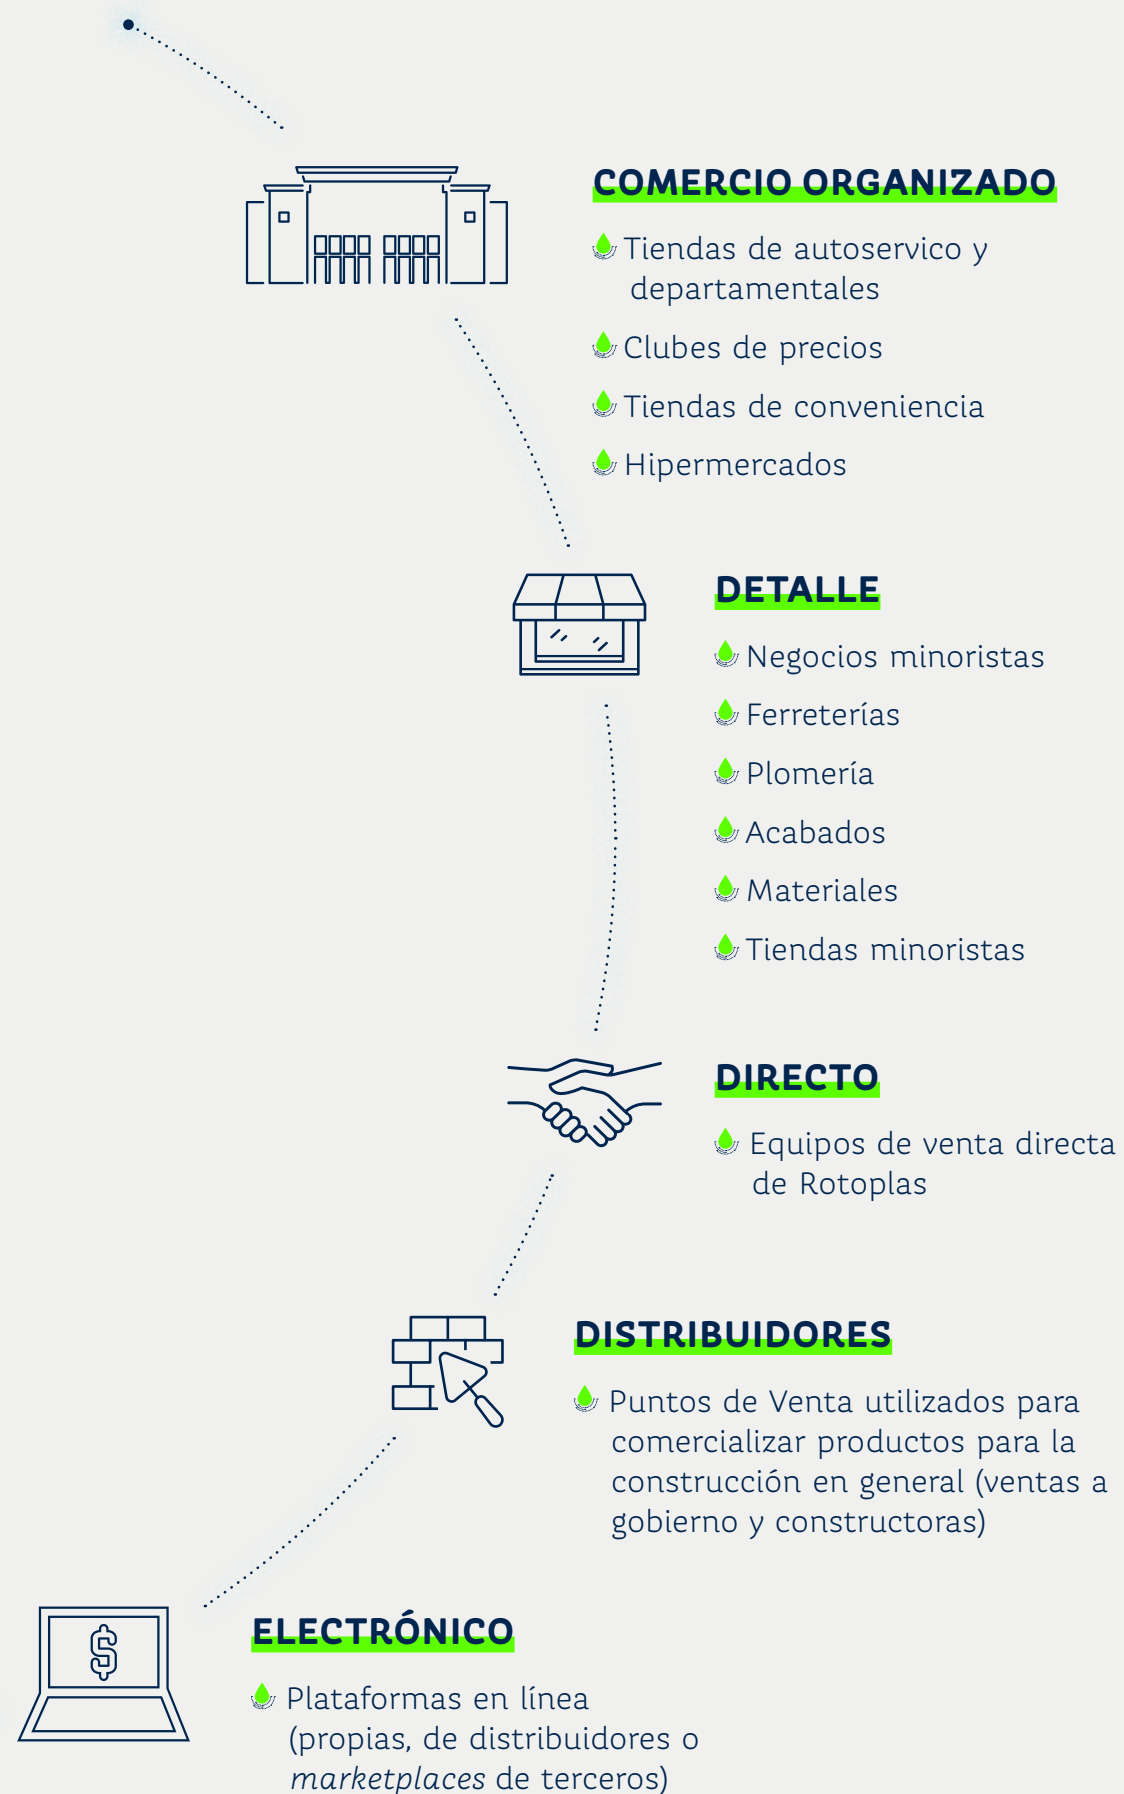 COMERCIO ORGANIZADO
Tiendas de autoservico y
departamentales
Clubes de precios
Tiendas de conveniencia
Hipermercados
DETALLE
Negocios minoristas
Ferreterías
Plomería
Acabados
Materiales
Tiendas minoristas
DIRECTO
Equipos de venta directa
de Rotoplas
DISTRIBUIDORES
Puntos de Venta utilizados para
comercializar productos para la
construcción en general (ventas a
gobierno y constructoras)
$
ELECTRÓNICO
Plataformas en línea
(propias, de distribuidores o
marketplaces de terceros)